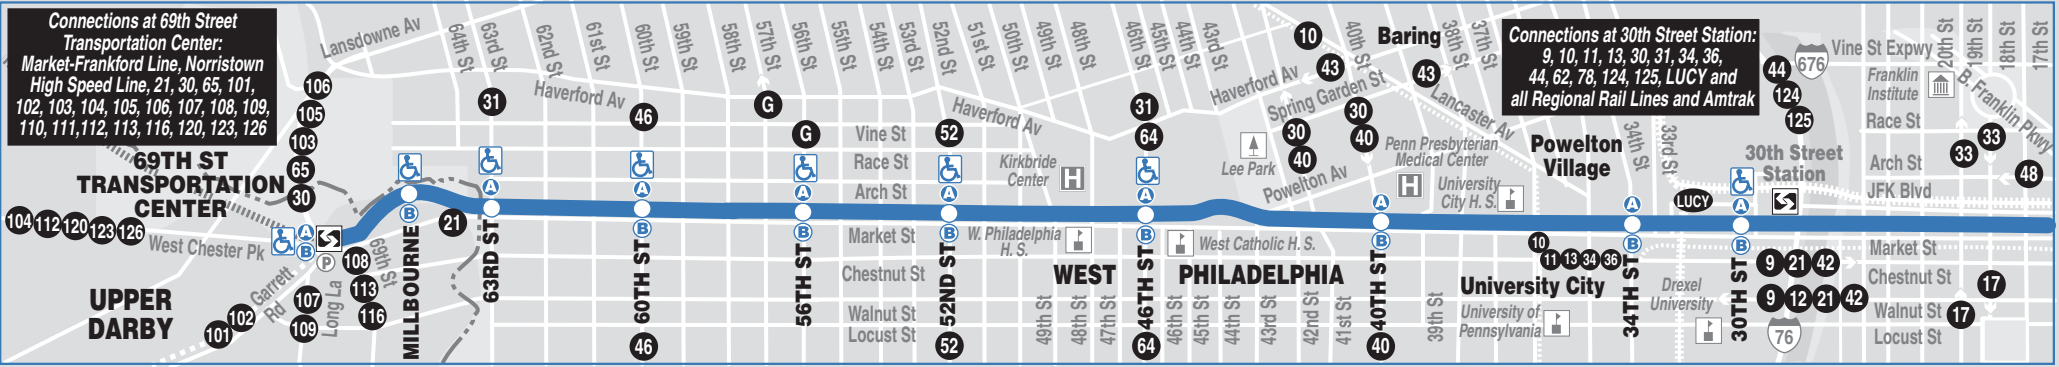 Connections at 69th Street
Transportation Center:
Market-Frankford Line, Norristown
High Speed Line, 21, 30, 65, 101,
102, 103, 104, 105, 106, 107, 108, 109,
110, 111,112, 113, 116, 120, 123, 126
Connections at 30th Street Station:
9, 10, 11, 13, 30, 31, 34, 36,
44, 62, 78, 124, 125, LUCY and
all Regional Rail Lines and Amtrak
Lansdowne Av
64th St
63rd St
62nd St
61st St
60th St
59th St
58th St
57th St
56th St
55th St
54th St
53rd St
52nd St
51st St
50th St
49th St
48th St
46th St
45th St
44th St
43rd St
40th St
38th St
37th St
10
43
Baring
43
676
Vine St Expwy
20th St
19th St
18th St
17th St
106
105
103
65
30
31
Haverford Av
46
G
G
Vine St
Race St
Arch St
52
Haverford Av
31
64
Haverford Av
Spring Garden St
30
40
30
40
Lancaster Av
44
124
125
Franklin
Institute
B. Franklin Pkwy
Race St
33
33
Arch St
48
JFK Blvd
69TH ST
TRANSPORTATION
CENTER
Kirkbride
Center
H
Lee Park
Powelton Av
Penn Presbyterian
Medical Center
H
University
City H. S.
Powelton
Village
34th St
33rd St
30th Street
Station
LUCY
104
112
120
123
126
West Chester Pk
A
B
P
108
69th St
B
MILLBOURNE
21
A
63RD ST
A
B
60TH ST
A
B
56TH ST
A
B
52ND ST
A
B
46TH ST
A
B
40TH ST
A
B
34TH ST
A
B
30TH ST
Market St
Chestnut St
Walnut St
Locust St
W. Philadelphia
H. S.
West Catholic H. S.
WEST PHILADELPHIA
10
11
13
34
36
University City
University of
Pennsylvania
Drexel
University
9
21
42
9
12
21
42
76
Market St
Chestnut St
Walnut St
Locust St
17
17
UPPER
DARBY
Garrett
Rd
101
102
107
109
Long La
113
116
46
52
64
40
49th St
48th St
47th St
46th St
45th St
44th St
43rd St
42nd St
41st St
39th St